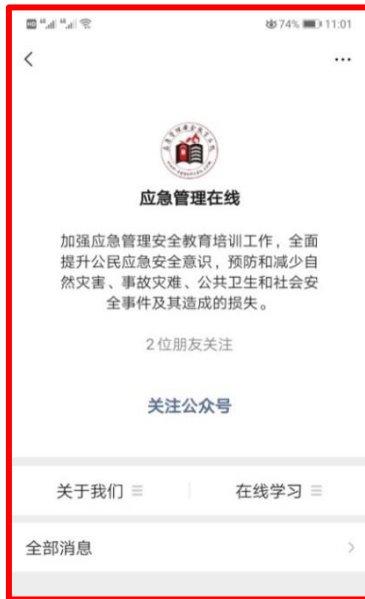 74% 11:01
应急管理在线
加强应急管理安全教育培训工作，全面
提升公民应急安全意识，预防和减少自
然灾害、事故灾难、公共卫生和社会安
全事件及其造成的损失。
2位朋友关注
关注公众号
关于我们 在线学习
全部消息